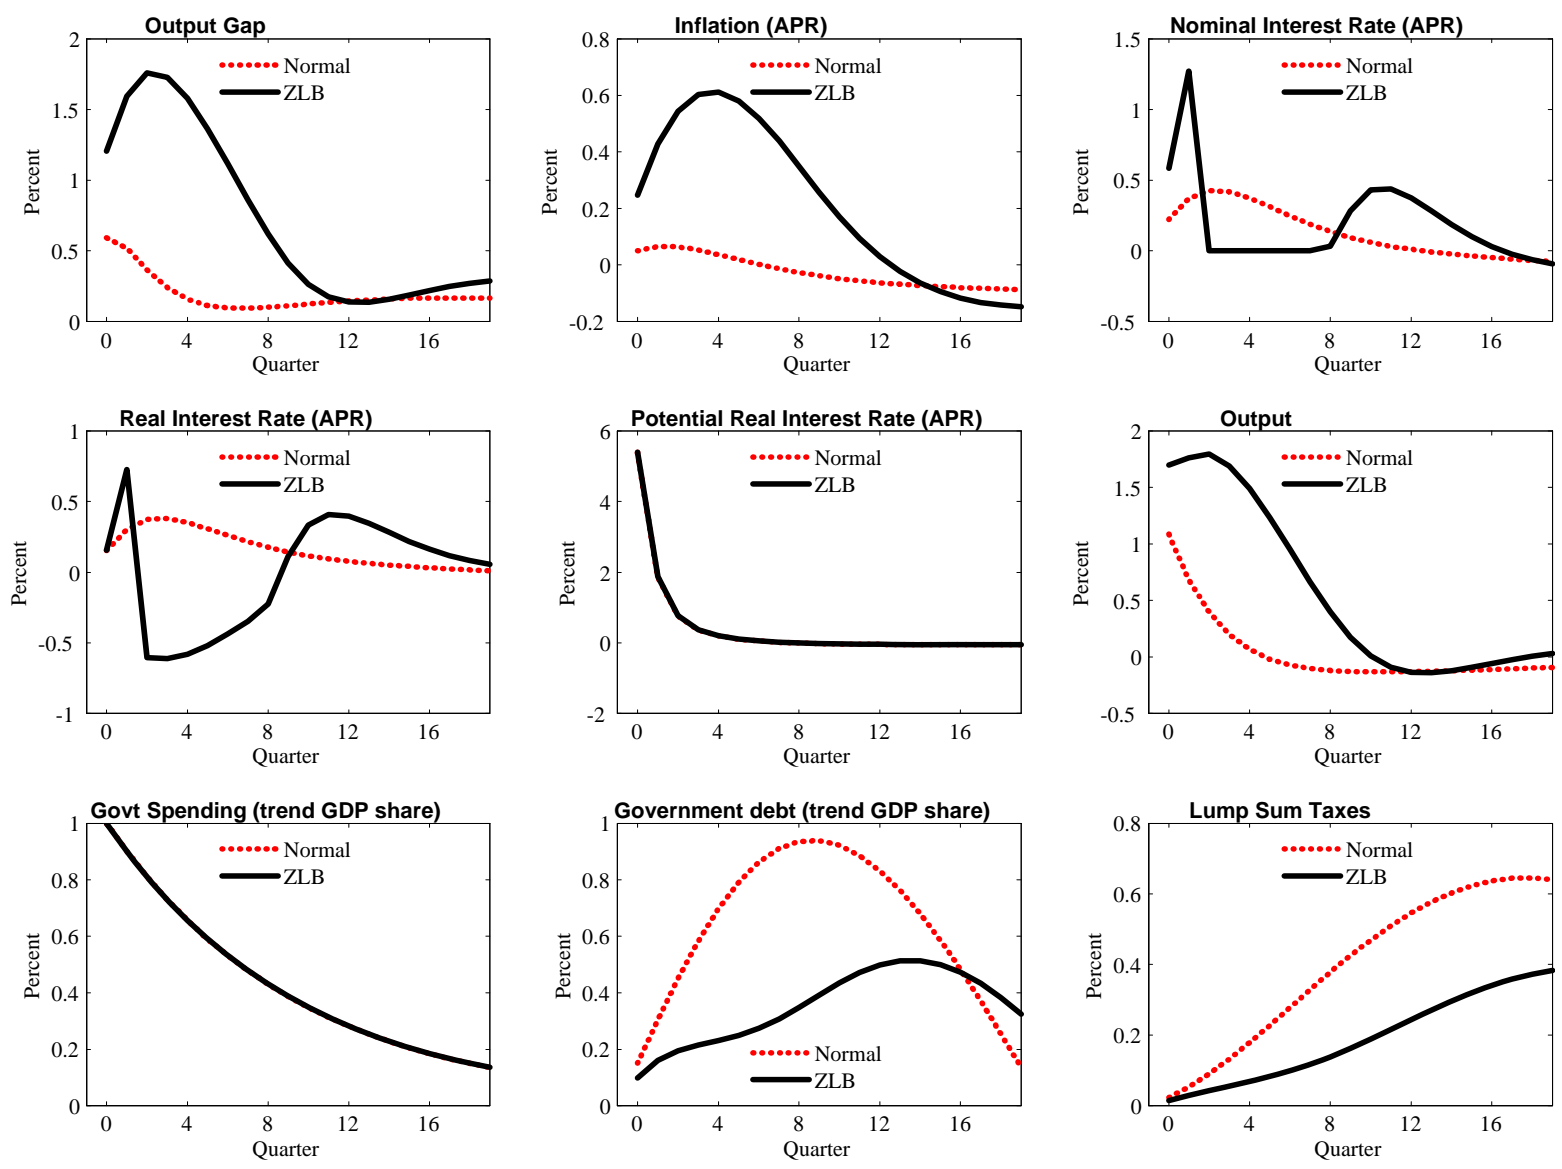 Output Gap
2
1.5
1
0.5
0
Percent
Normal
ZLB
0 4 8 12 16
Quarter
Inflation (APR)
0.8
0.6
0.4
0.2
0
-0.2
Percent
Normal
ZLB
0 4 8 12 16
Quarter
Nominal Interest Rate (APR)
1.5
1
0.5
0
-0.5
Percent
Normal
ZLB
0 4 8 12 16
Quarter
Real Interest Rate (APR)
1
0.5
0
-0.5
-1
Percent
Normal
ZLB
0 4 8 12 16
Quarter
Potential Real Interest Rate (APR)
6
4
2
0
-2
Percent
Normal
ZLB
0 4 8 12 16
Quarter
Output
2
1.5
1
0.5
0
-0.5
Percent
Normal
ZLB
0 4 8 12 16
Quarter
Govt Spending (trend GDP share)
1
0.8
0.6
0.4
0.2
0
Percent
Normal
ZLB
0 4 8 12 16
Quarter
Government debt (trend GDP share)
1
0.8
0.6
0.4
0.2
0
Percent
Normal
ZLB
0 4 8 12 16
Quarter
Lump Sum Taxes
0.8
0.6
0.4
0.2
0
Percent
Normal
ZLB
0 4 8 12 16
Quarter